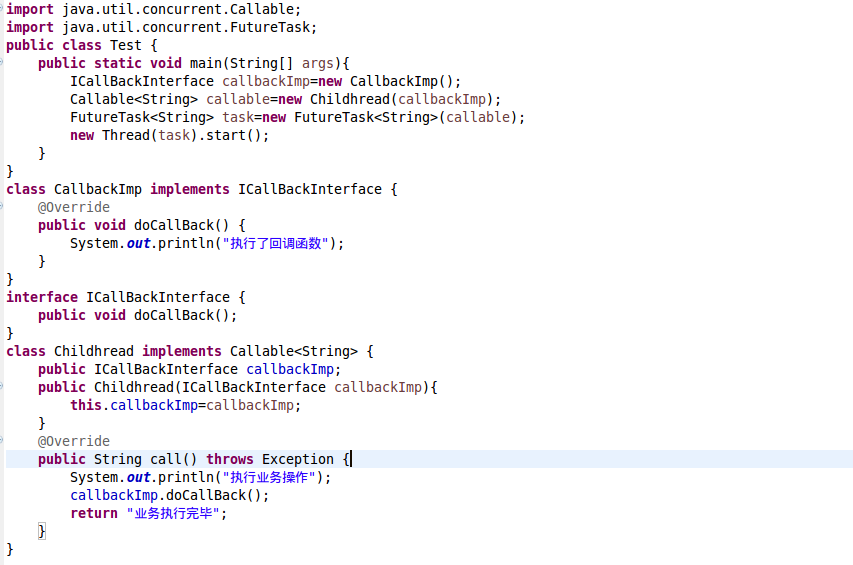 import java.util.concurrent.Callable;
import java.util.concurrent.FutureTask;
public class Test {
    public static void main(String[] args){
        ICallBackInterface callbackImp=new CallbackImp();
        Callable<String> callable=new Childhread(callbackImp);
        FutureTask<String> task=new FutureTask<String>(callable);
        new Thread(task).start();
    }
}
class CallbackImp implements ICallBackInterface {
    @Override
    public void doCallBack() {
        System.out.println("执行了回调函数");
    }
}
interface ICallBackInterface {
    public void doCallBack();
}
class Childhread implements Callable<String> {
    public ICallBackInterface callbackImp;
    public Childhread(ICallBackInterface callbackImp){
        this.callbackImp=callbackImp;
    }
    @Override
    public String call() throws Exception {
        System.out.println("执行业务操作");
        callbackImp.doCallBack();
        return "业务执行完毕";
    }
}